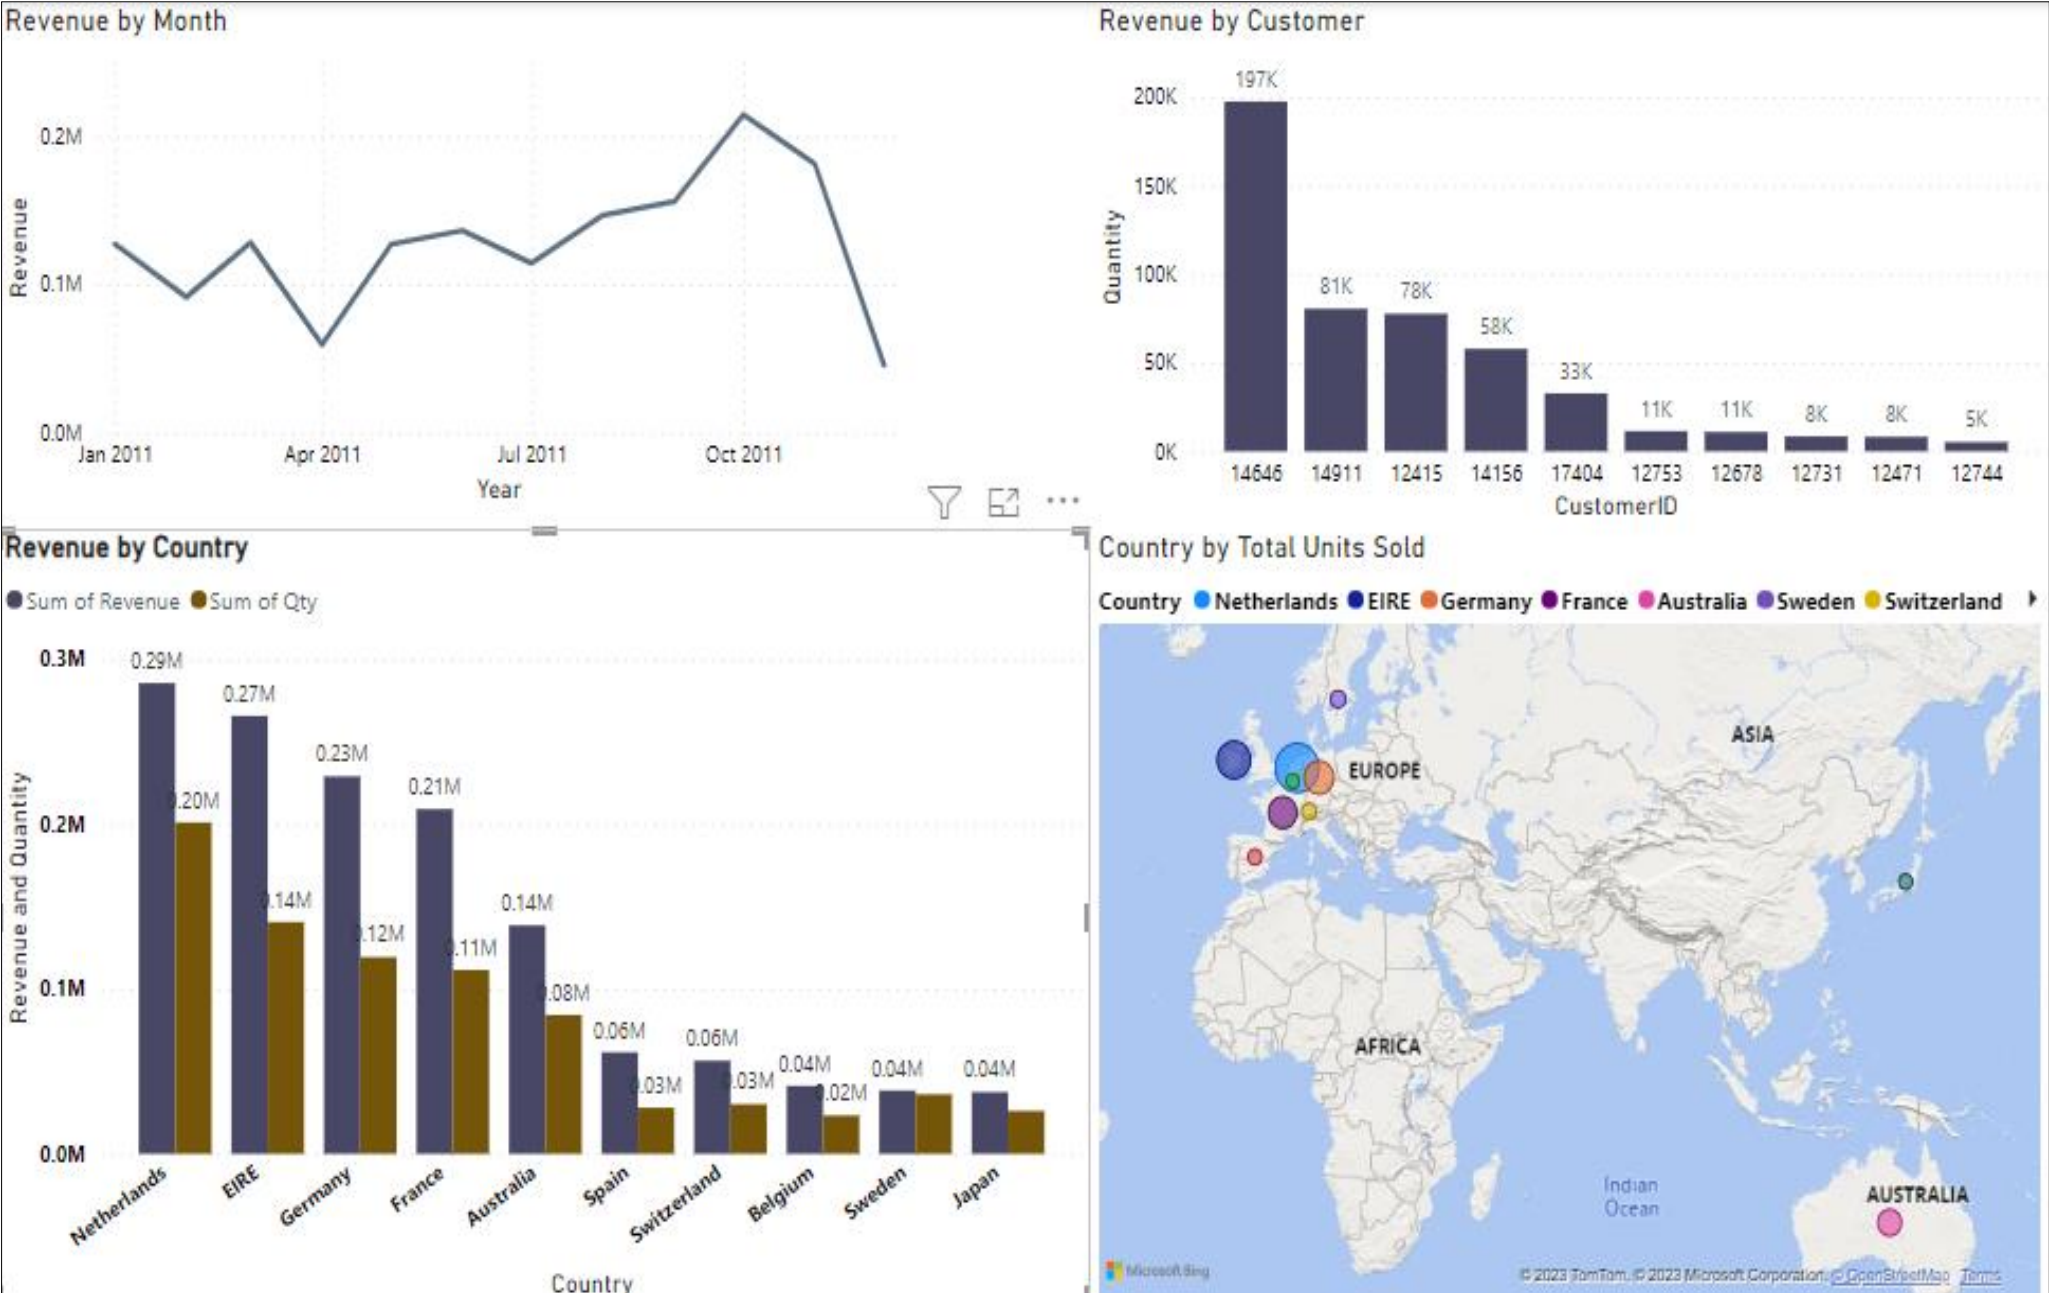 Revenue by Month
0.2M
0.1M
0.0M
Revenue
Jan 2011 Apr 2011 Jul 2011 Oct 2011
Year
Revenue by Customer
200K
150K
100K
50K
0K
Quantity
197K
81K
78K
58K
33K
11K
11K
8K
8K
5K
14646 14911 12415 14156 17404 12753 12678 12731 12471 12744
CustomerID
Revenue by Country
Sum of Revenue Sum of Qty
0.3M
0.2M
0.1M
0.0M
Revenue and Quantity
0.29M
0.20M
0.27M
0.14M
0.23M
0.12M
0.21M
0.11M
0.14M
0.08M
0.06M
0.03M
0.06M
0.03M
0.04M
0.02M
0.04M
0.04M
Netherlands
EIRE
Germany
France
Australia
Spain
Switzerland
Belgium
Sweden
Japan
Country
Country by Total Units Sold
Country Netherlands EIRE Germany France Australia Sweden Switzerland
ASIA
EUROPE
AFRICA
Indian
Ocean
AUSTRALIA
Microsoft Bing
© 2023 TomTom, © 2023 Microsoft Corporation, © OpenStreetMap Terms